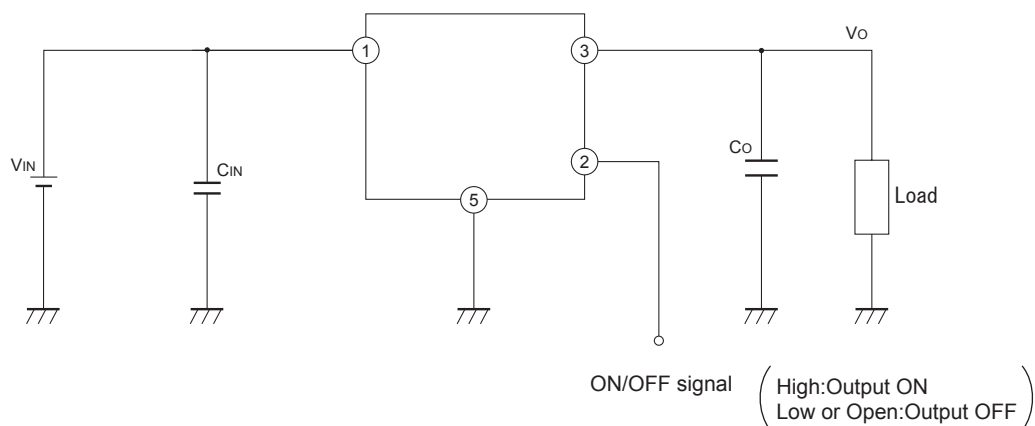 1
3
Vo
VIN
CIN
2
Co
Load
5
ON/OFF signal
High:Output ON
Low or Open:Output OFF